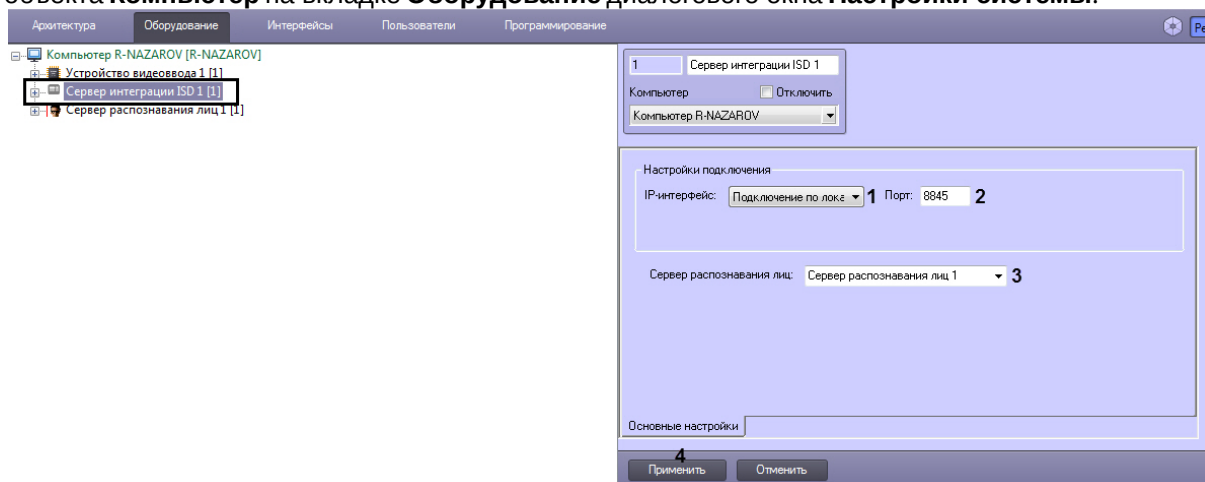 объекта Компьютер на вкладке Оборудование диалогового окна Настройки системы.
Архитектура Оборудование Интерфейсы Пользователи Программирование
Компьютер R-NAZAROV [R-NAZAROV]
Устройство видеоввода 1 [1]
Сервер интеграции ISD 1 [1]
Сервер распознавания лиц 1 [1]
1 Сервер интеграции ISD 1
Компьютер Отключить
Компьютер R-NAZAROV
Настройки подключения
IP-интерфейс: Подключение по лока 1 Порт: 8845 2
Сервер распознавания лиц: Сервер распознавания лиц 1 3
Основные настройки
4
Применить Отменить